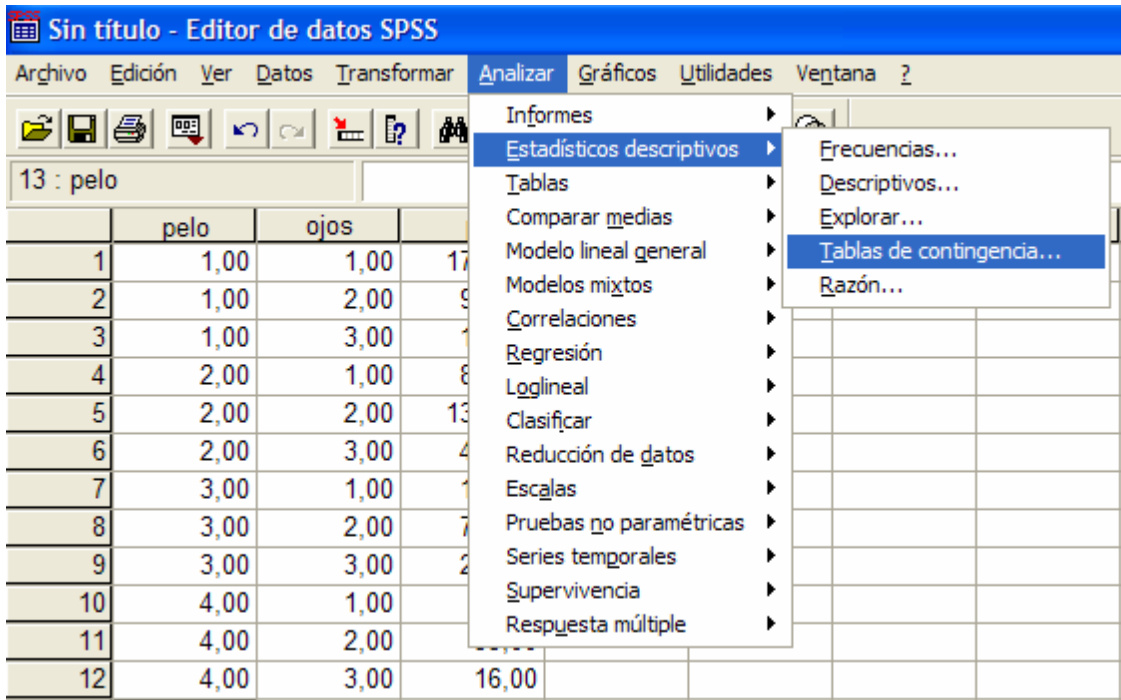 Sin título - Editor de datos SPSS
Archivo Edición Ver Datos Transformar Analizar Gráficos Utilidades Ventana ?
13 : pelo
Informes
Estadísticos descriptivos
Tablas
Comparar medias
Modelo lineal general
Modelos mixtos
Correlaciones
Regresión
Loglineal
Clasificar
Reducción de datos
Escalas
Pruebas no paramétricas
Series temporales
Supervivencia
Respuesta múltiple
Frecuencias...
Descriptivos...
Explorar...
Tablas de contingencia...
Razón...
pelo ojos
1 1,00 1,00 17
2 1,00 2,00
3 1,00 3,00
4 2,00 1,00
5 2,00 2,00 13
6 2,00 3,00
7 3,00 1,00
8 3,00 2,00
9 3,00 3,00
10 4,00 1,00
11 4,00 2,00
12 4,00 3,00 16,00